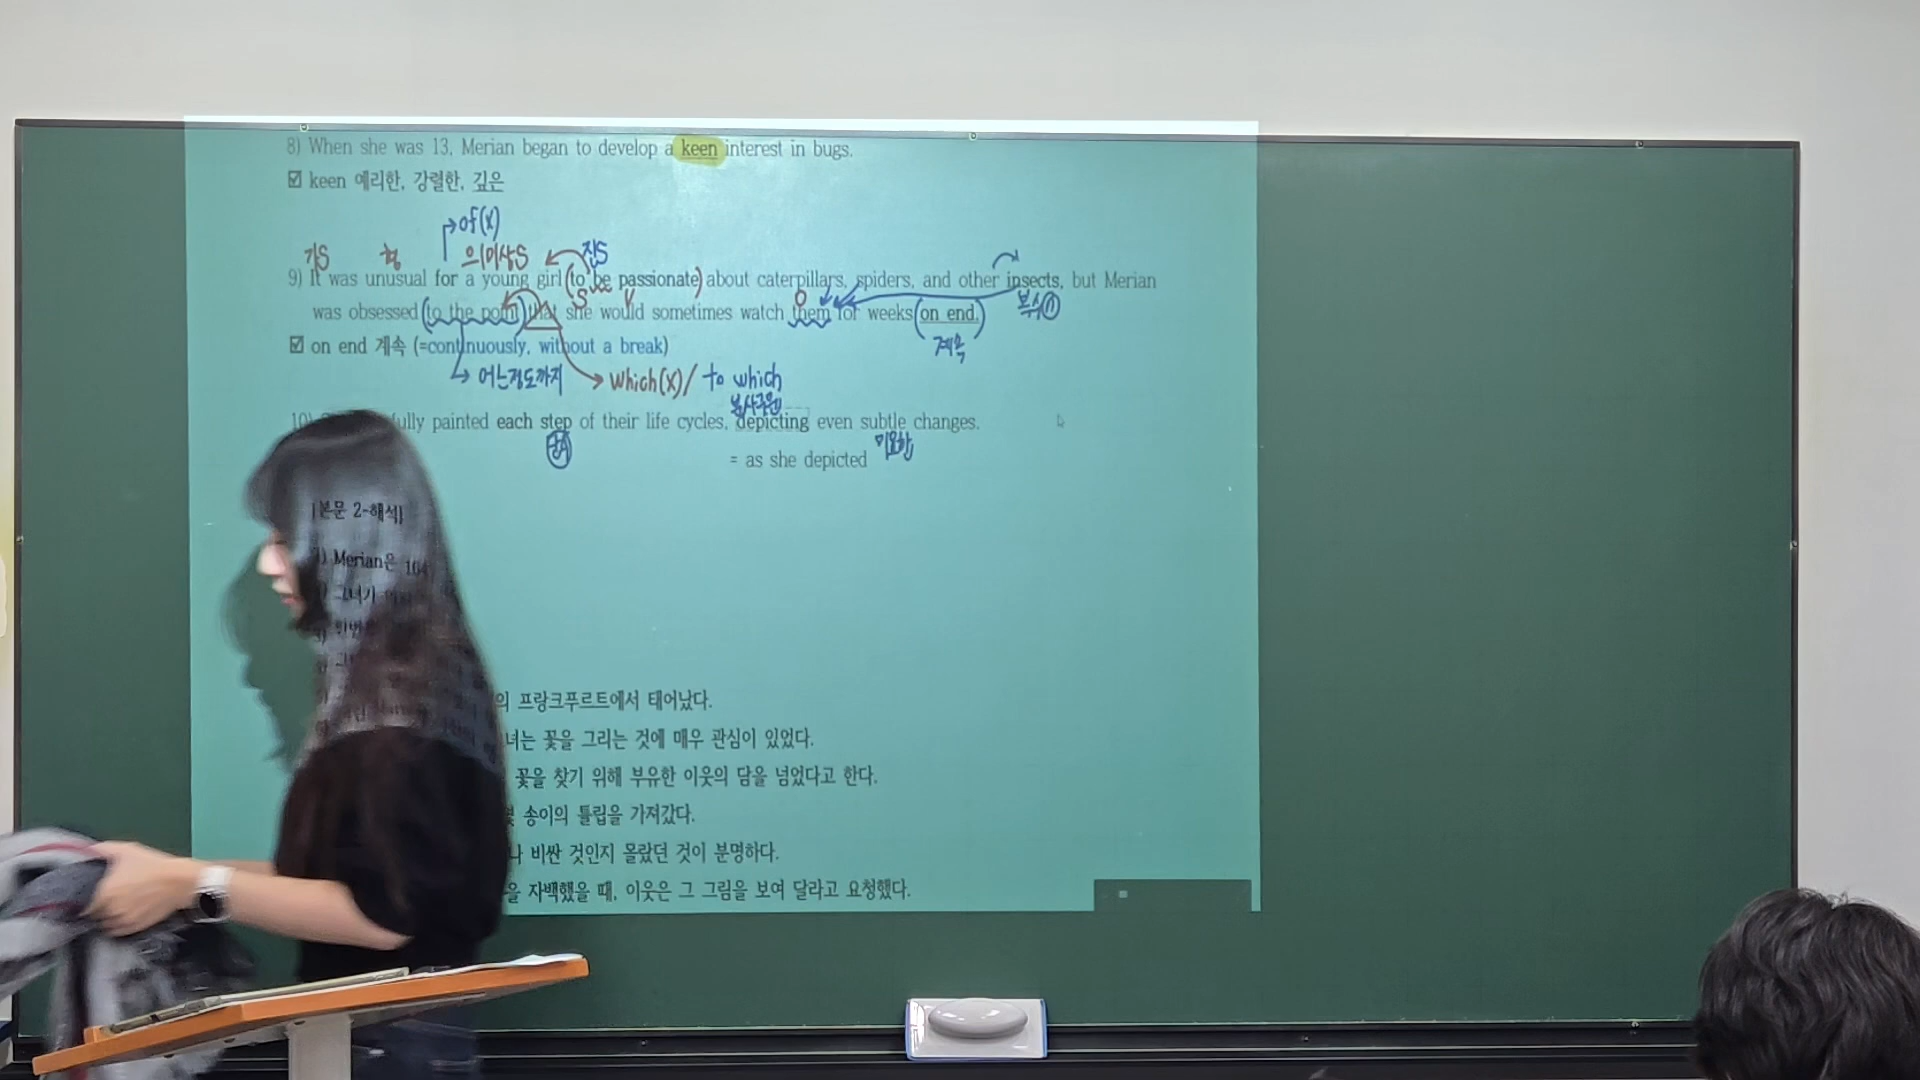 8) When she was 13, Merian began to develop a keen interest in bugs.
☑ keen 예리한, 강렬한, 깊은
of(x)
가S 형 의미상S 진S
9) It was unusual for a young girl (to be passionate) about caterpillars, spiders, and other insects, but Merian
S V O 복수ⓝ
was obsessed (to the point) that she would sometimes watch them for weeks (on end.)
계속
☑ on end 계속 (=continuously, without a break)
어느정도까지 which(x)/ to which
분사구문
10) fully painted each step of their life cycles, depicting even subtle changes.
단수 미묘한
= as she depicted
[본문 2-해석]
Merian은 164
그녀가
의 프랑크푸르트에서 태어났다.
녀는 꽃을 그리는 것에 매우 관심이 있었다.
꽃을 찾기 위해 부유한 이웃의 담을 넘었다고 한다.
송이의 튤립을 가져갔다.
나 비싼 것인지 몰랐던 것이 분명하다.
을 자백했을 때, 이웃은 그 그림을 보여 달라고 요청했다.